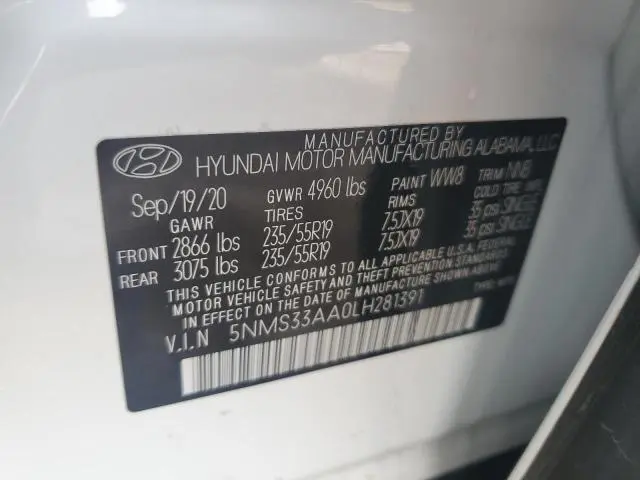 MANUFACTURED BY
HYUNDAI MOTOR MANUFACTURING ALABAMA, LLC
Sep/19/20 GVWR 4960 lbs PAINT WW8 TRIM NNB
GAWR TIRES RIMS COLD TIRE INFL
FRONT 2866 lbs 235/55R19 7.5JX19 35 psi SINGLE
REAR 3075 lbs 235/55R19 7.5JX19 35 psi SINGLE
THIS VEHICLE CONFORMS TO ALL APPLICABLE U.S.A. FEDERAL
MOTOR VEHICLE SAFETY AND THEFT PREVENTION STANDARDS
IN EFFECT ON THE DATE OF MANUFACTURE SHOWN ABOVE.
V.I.N 5NMS33AA0LH281391 TYPE: